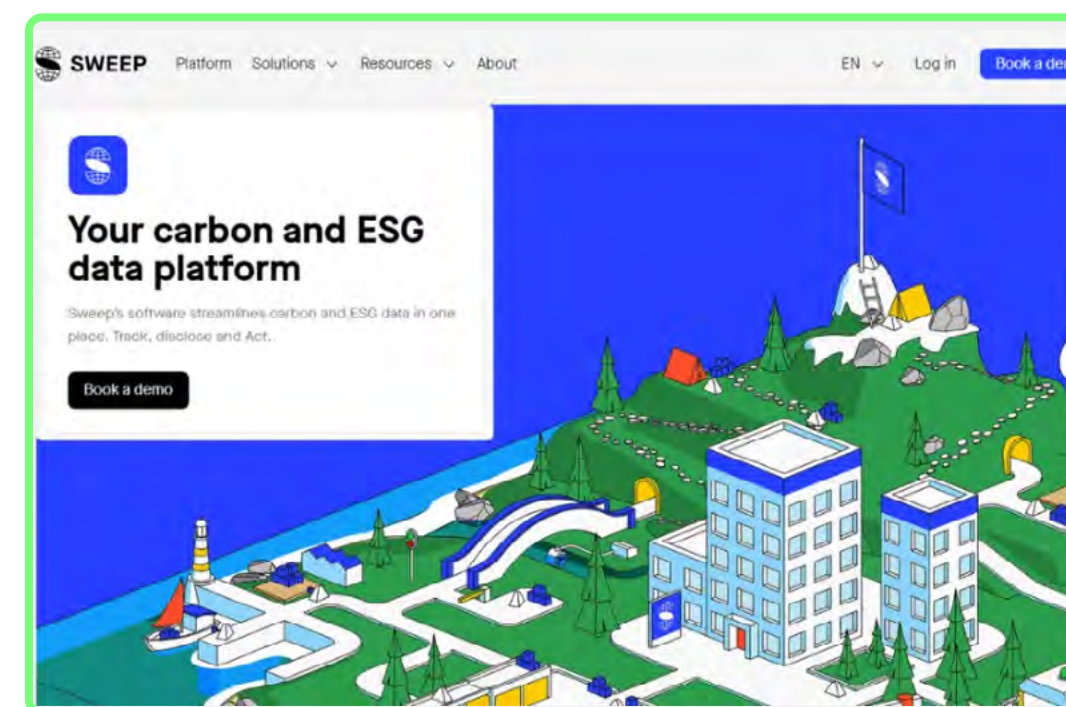 SWEEP Platform Solutions Resources About EN Log in Book a dem
Your carbon and ESG
data platform
Sweep's software streamlines carbon and ESG data in one
place. Track, disclose and Act.
Book a demo